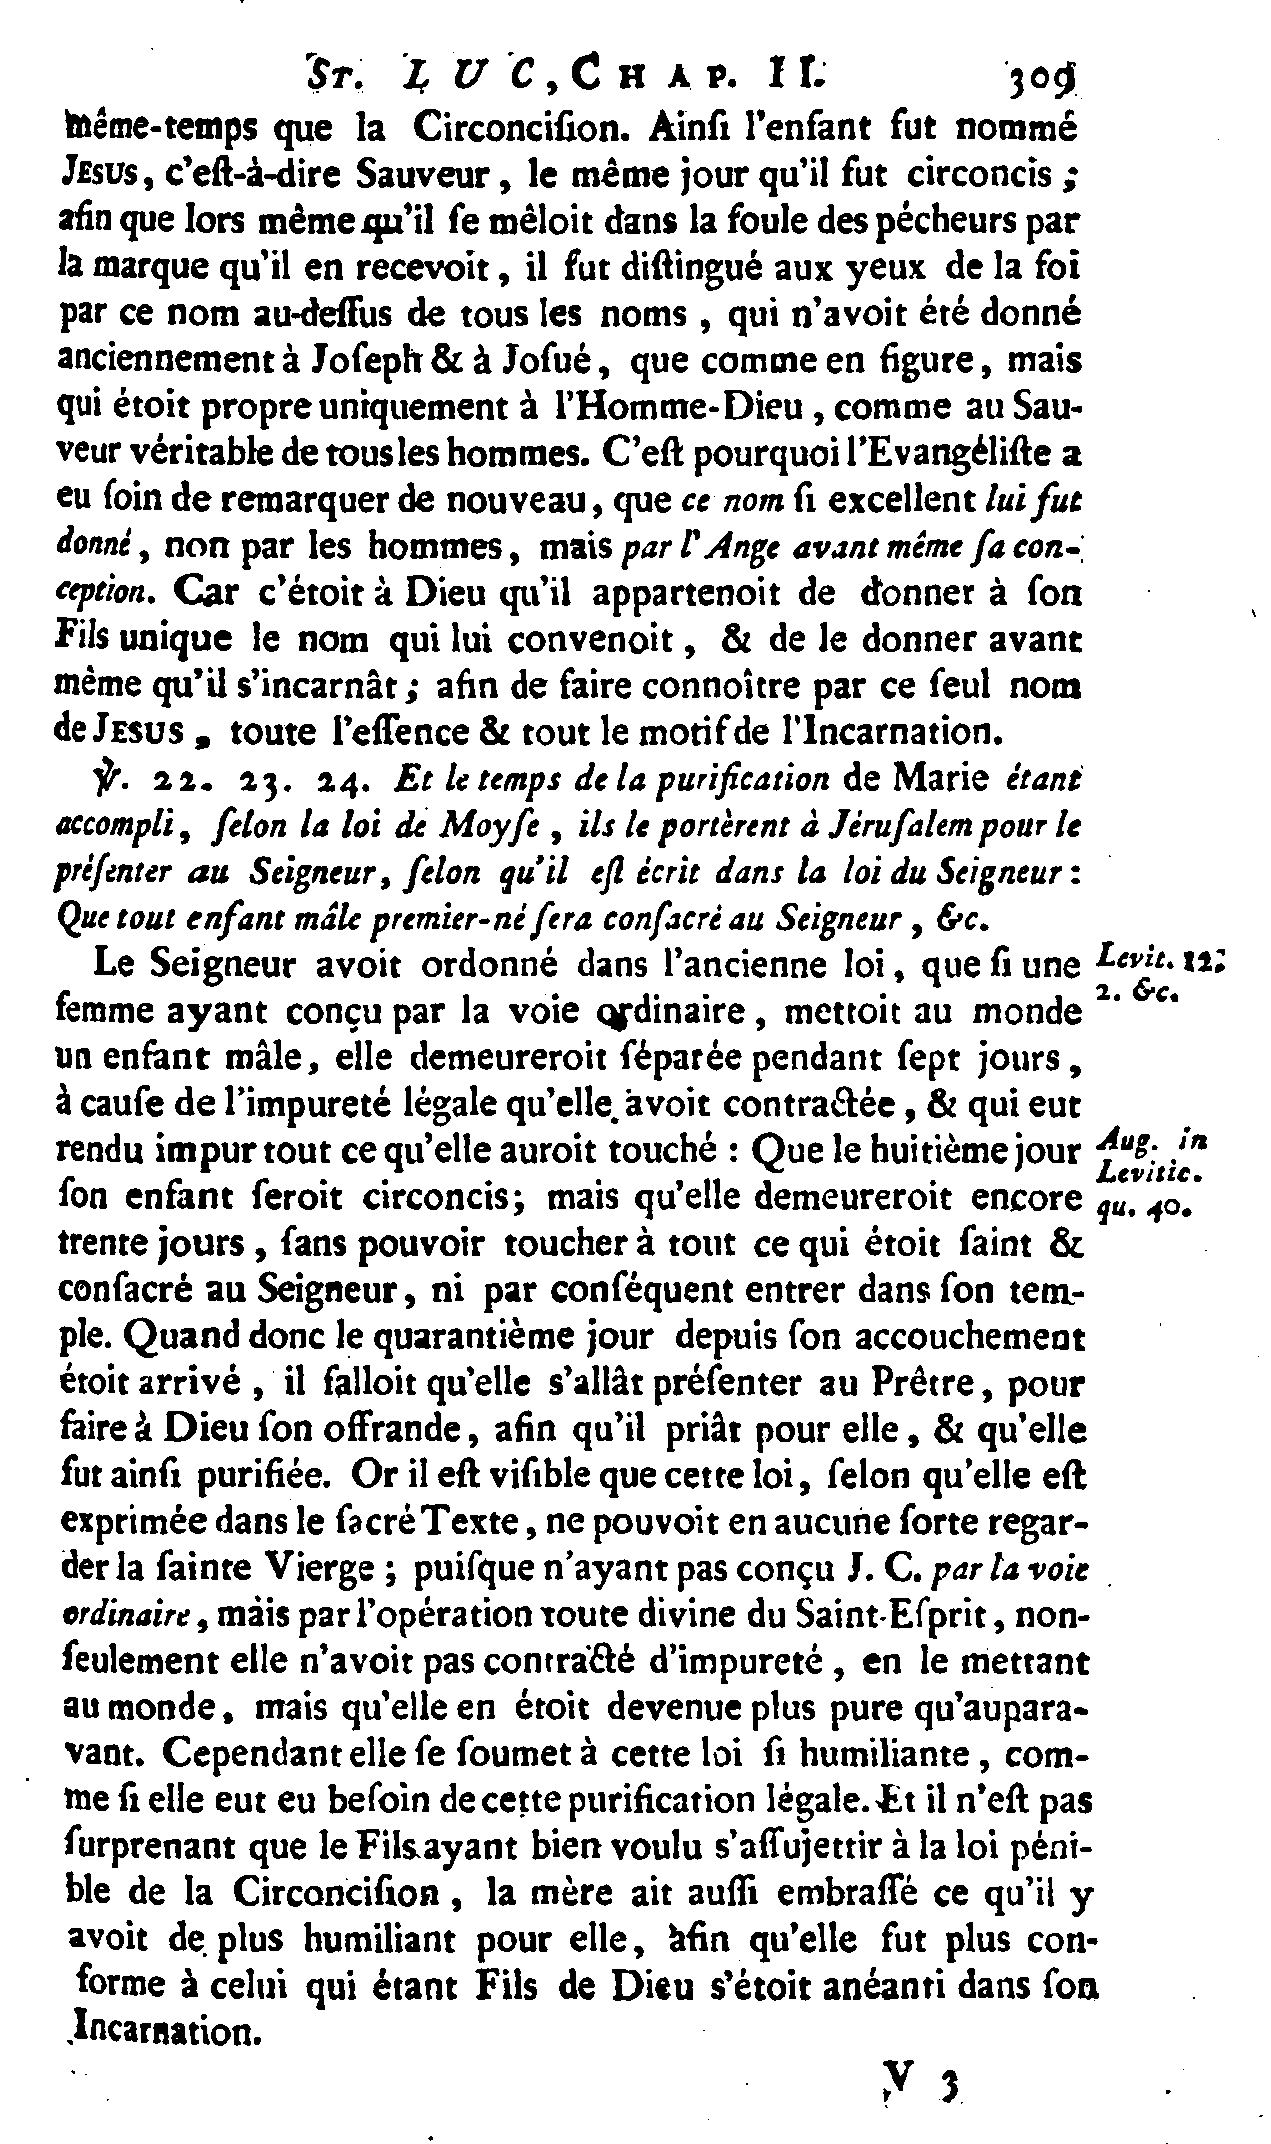 ST. LUC, CHAP. II. 309
même-temps que la Circonciſion. Ainſi l'enfant fut nommé
JESUS, c'eſt-à-dire Sauveur, le même jour qu'il fut circoncis ;
afin que lors même qu'il ſe mêloit dans la foule des pécheurs par
la marque qu'il en recevoit, il fut diſtingué aux yeux de la foi
par ce nom au-deſſus de tous les noms, qui n'avoit été donné
anciennement à Joſeph & à Joſué, que comme en figure, mais
qui étoit propre uniquement à l'Homme-Dieu, comme au Sau-
veur véritable de tous les hommes. C'eſt pourquoi l'Evangéliſte a
eu ſoin de remarquer de nouveau, que ce nom ſi excellent lui fut
donné, non par les hommes, mais par l'Ange avant même ſa con-
ception. Car c'étoit à Dieu qu'il appartenoit de donner à ſon
Fils unique le nom qui lui convenoit, & de le donner avant
même qu'il s'incarnât ; afin de faire connoître par ce ſeul nom
de JESUS, toute l'eſſence & tout le motif de l'Incarnation.
℣. 22. 23. 24. Et le temps de la purification de Marie étant
accompli, ſelon la loi de Moyſe, ils le portèrent à Jéruſalem pour le
préſenter au Seigneur, ſelon qu'il eſt écrit dans la loi du Seigneur :
Que tout enfant mâle premier-né ſera conſacré au Seigneur, &c.
Le Seigneur avoit ordonné dans l'ancienne loi, que ſi une
Levit. 12.
femme ayant conçu par la voie ordinaire, mettoit au monde
2. &c.
un enfant mâle, elle demeureroit ſéparée pendant ſept jours,
à cauſe de l'impureté légale qu'elle avoit contractée, & qui eut
rendu impur tout ce qu'elle auroit touché : Que le huitième jour
Aug. in
Levitic.
ſon enfant ſeroit circoncis; mais qu'elle demeureroit encore
qu. 40.
trente jours, ſans pouvoir toucher à tout ce qui étoit ſaint &
conſacré au Seigneur, ni par conſéquent entrer dans ſon tem-
ple. Quand donc le quarantième jour depuis ſon accouchement
étoit arrivé, il falloit qu'elle s'allât préſenter au Prêtre, pour
faire à Dieu ſon offrande, afin qu'il priât pour elle, & qu'elle
fut ainſi purifiée. Or il eſt viſible que cette loi, ſelon qu'elle eſt
exprimée dans le ſacré Texte, ne pouvoit en aucune ſorte regar-
der la ſainte Vierge ; puiſque n'ayant pas conçu J. C. par la voie
ordinaire, mais par l'opération toute divine du Saint-Eſprit, non-
ſeulement elle n'avoit pas contracté d'impureté, en le mettant
au monde, mais qu'elle en étoit devenue plus pure qu'aupara-
vant. Cependant elle ſe ſoumet à cette loi ſi humiliante, com-
me ſi elle eut eu beſoin de cette purification légale. Et il n'eſt pas
ſurprenant que le Fils ayant bien voulu s'aſſujettir à la loi péni-
ble de la Circonciſion, la mère ait auſſi embraſſé ce qu'il y
avoit de plus humiliant pour elle, afin qu'elle fut plus con-
forme à celui qui étant Fils de Dieu s'étoit anéanti dans ſon
Incarnation.
V 3